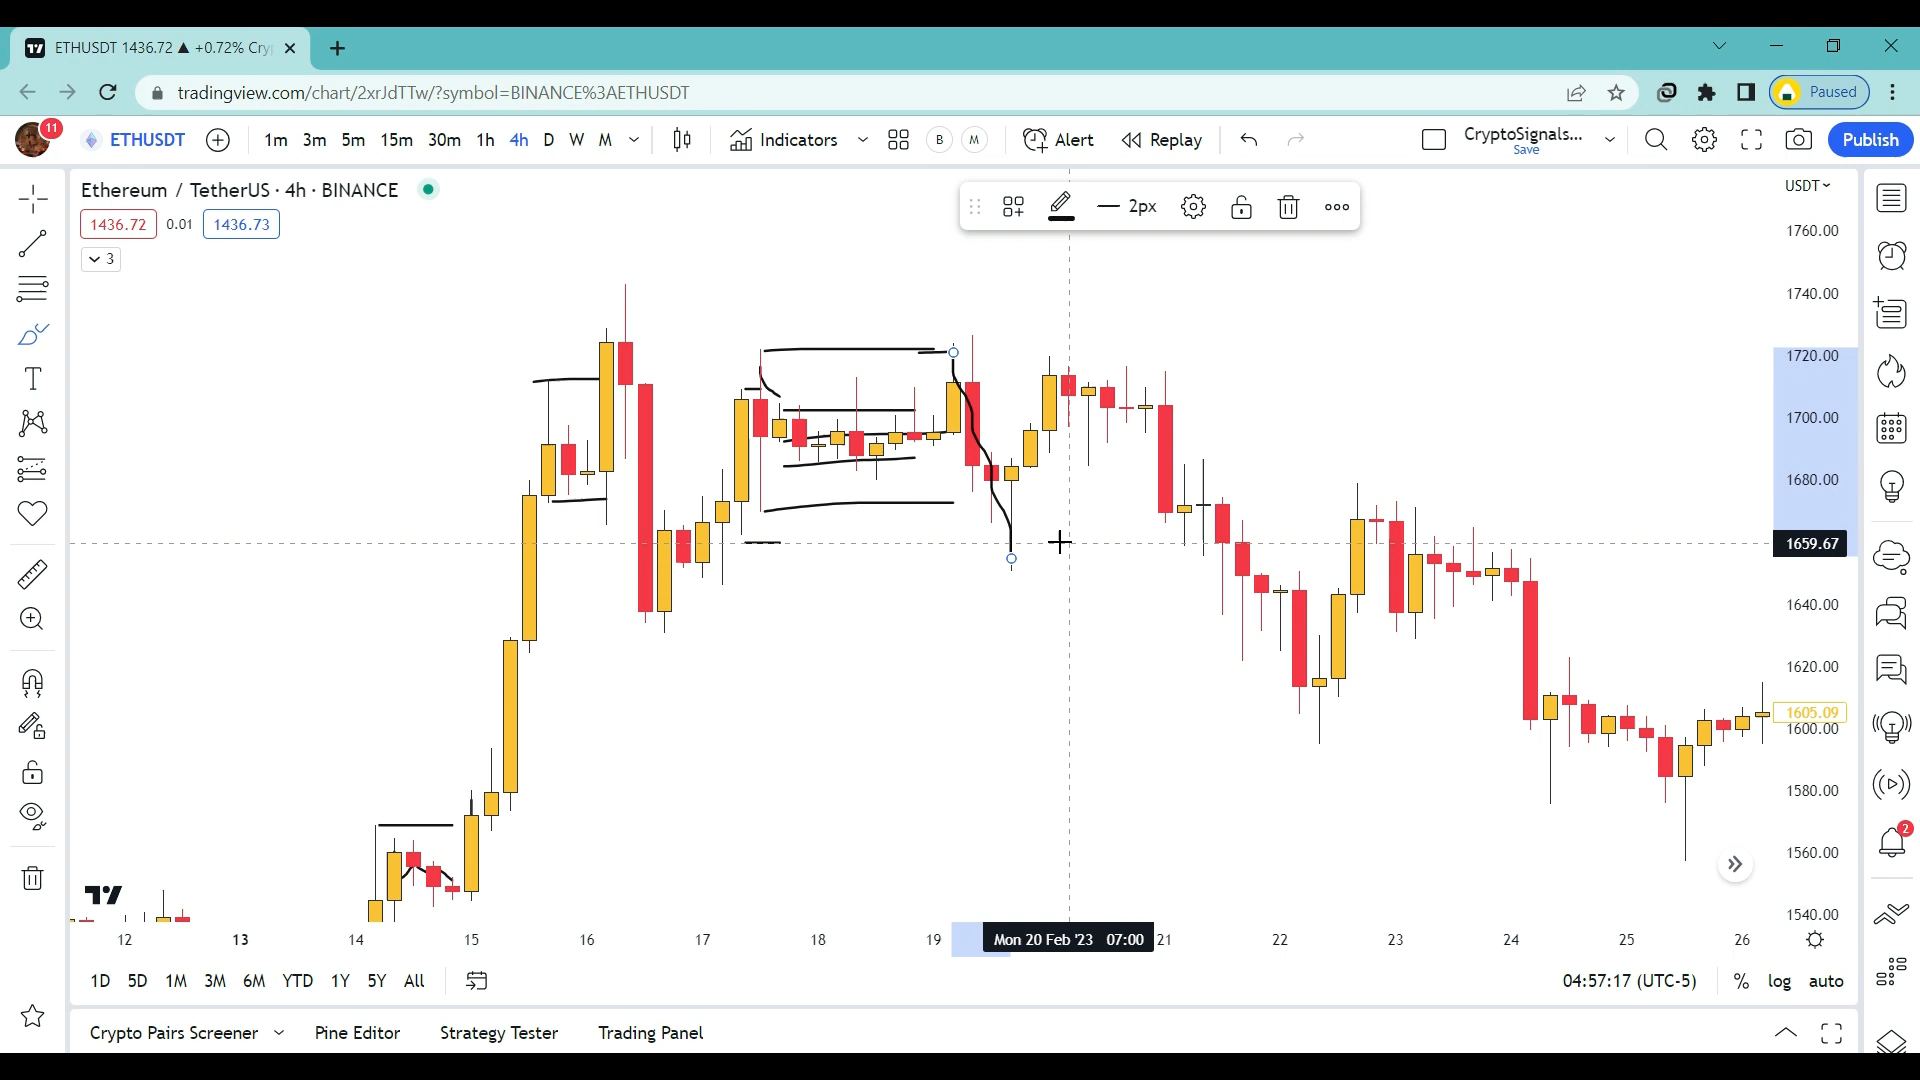 ETHUSDT 1436.72 ▲ +0.72% Cry
tradingview.com/chart/2xrJdTTw/?symbol=BINANCE%3AETHUSDT
Paused
11
ETHUSDT
1m 3m 5m 15m 30m 1h 4h D W M
Indicators
B
M
Alert
Replay
CryptoSignals...
Save
Publish
Ethereum / TetherUS · 4h · BINANCE
1436.72 0.01 1436.73
3
2px
USDT
1760.00
1740.00
1720.00
1700.00
1680.00
1659.67
1640.00
1620.00
1605.09
1600.00
1580.00
1560.00
1540.00
2
12 13 14 15 16 17 18 19 Mon 20 Feb '23 07:00 21 22 23 24 25 26
1D 5D 1M 3M 6M YTD 1Y 5Y All
04:57:17 (UTC-5) % log auto
Crypto Pairs Screener Pine Editor Strategy Tester Trading Panel